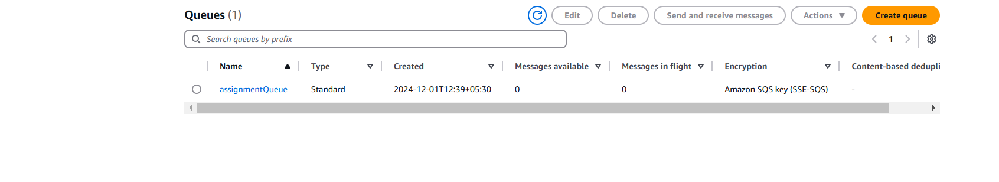 Queues (1)
Edit
Delete
Send and receive messages
Actions
Create queue
Search queues by prefix
1
Name Type Created Messages available Messages in flight Encryption Content-based dedupli
assignmentQueue Standard 2024-12-01T12:39+05:30 0 0 Amazon SQS key (SSE-SQS) -